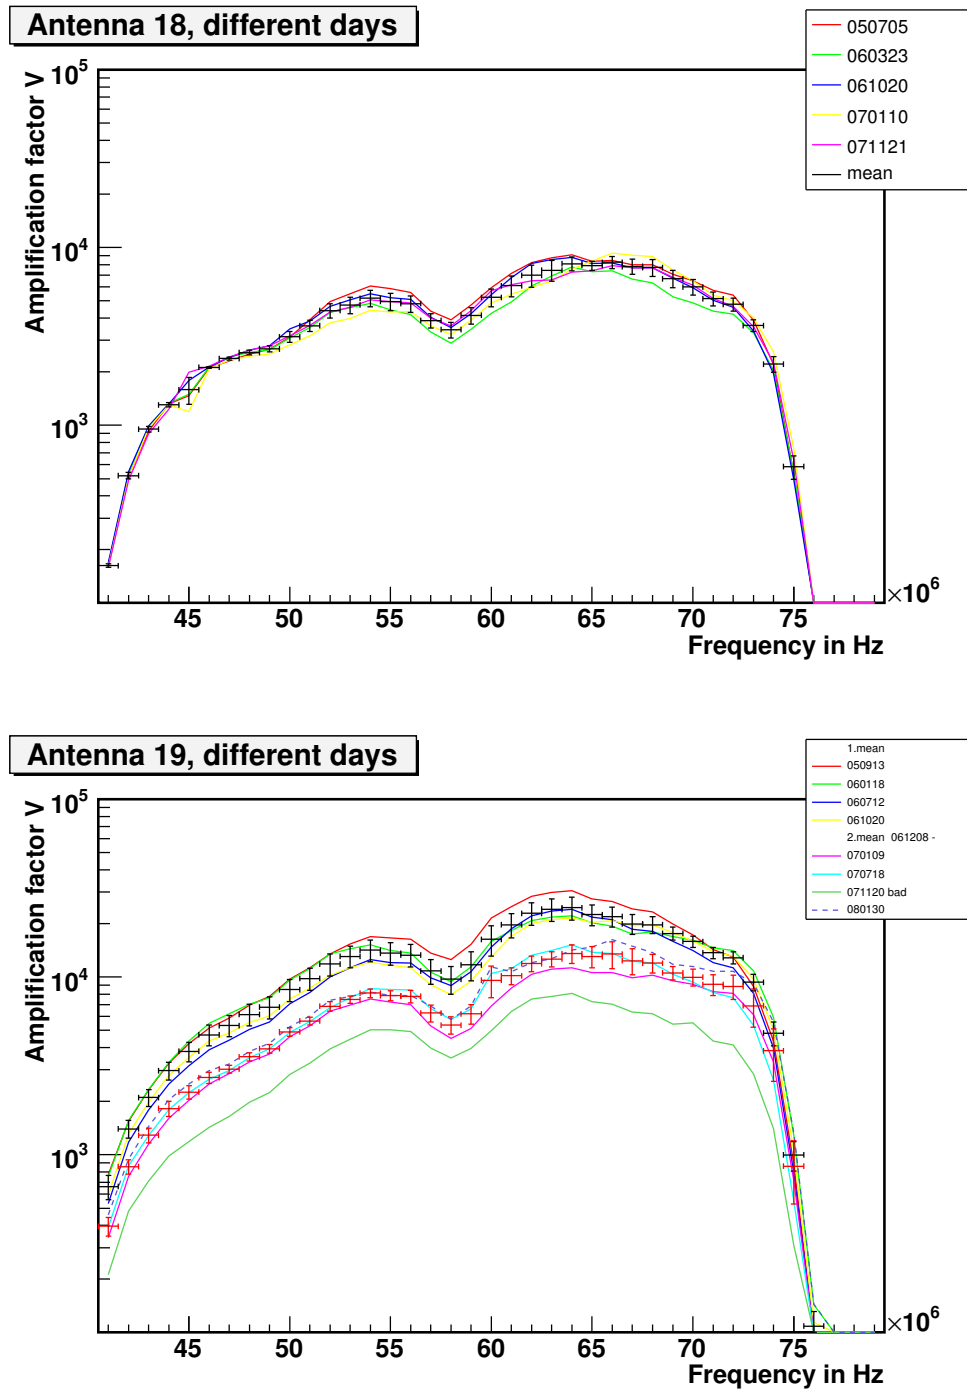 Antenna 18, different days
050705
060323
061020
070110
071121
mean
Amplification factor V
10^5
10^4
10^3
45 50 55 60 65 70 75
×10^6
Frequency in Hz
Antenna 19, different days
1.mean
050913
060118
060712
061020
2.mean 061208 -
070109
070718
071120 bad
080130
Amplification factor V
10^5
10^4
10^3
45 50 55 60 65 70 75
×10^6
Frequency in Hz